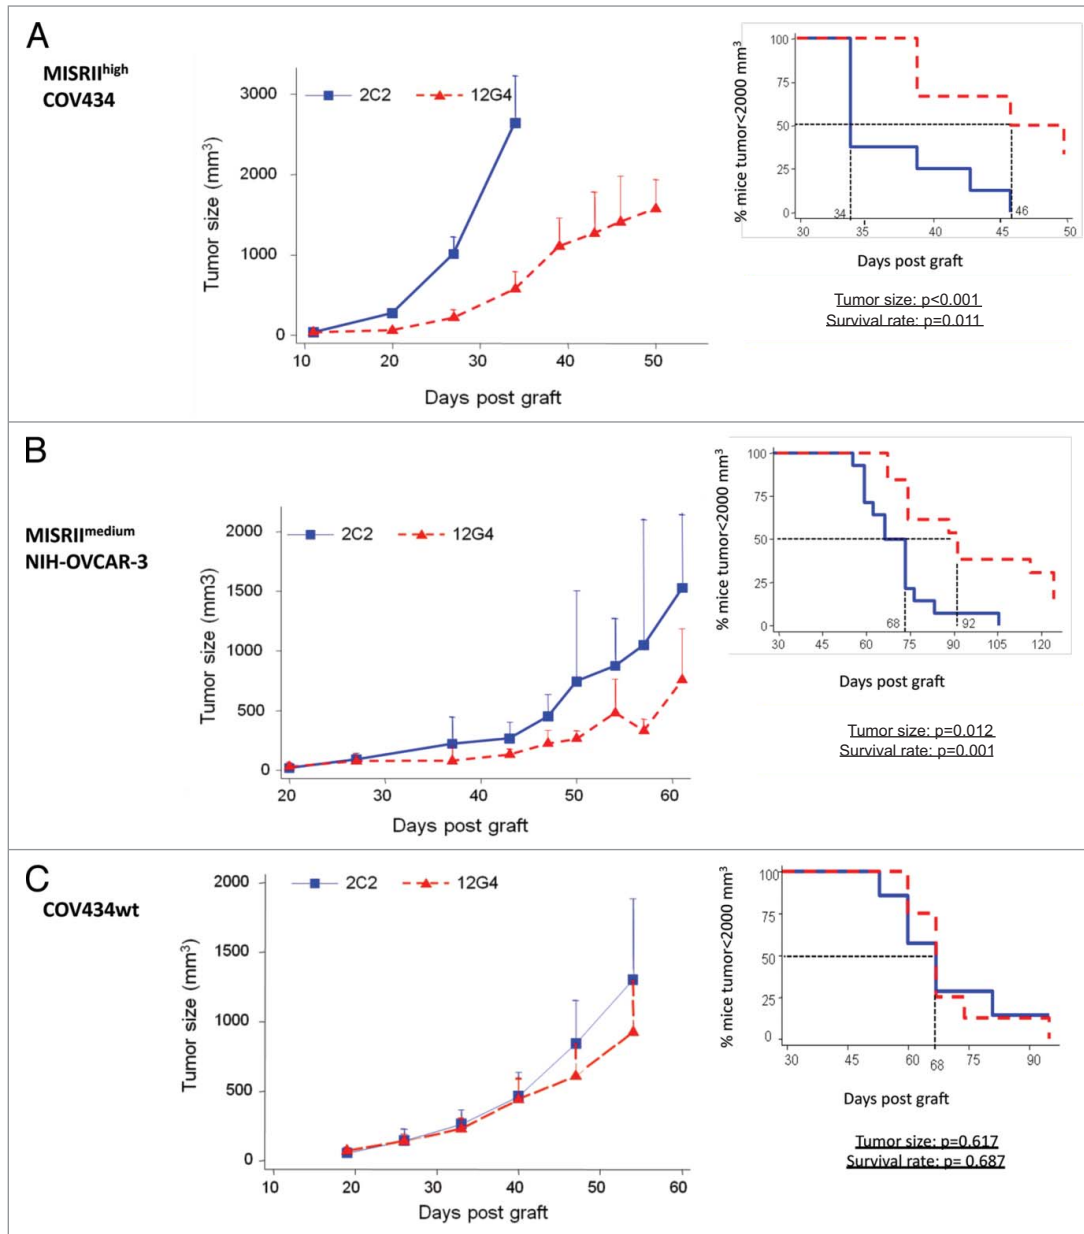 A
MISRIIhigh
COV434
2C2
12G4
Tumor size (mm3)
3000
2000
1000
0
10
20
30
40
50
Days post graft
% mice tumor<2000 mm3
100
75
50
25
0
34
46
30
35
40
45
50
Days post graft
Tumor size: p<0.001
Survival rate: p=0.011
B
MISRIImedium
NIH-OVCAR-3
2C2
12G4
Tumor size (mm3)
2000
1500
1000
500
0
20
30
40
50
60
Days post graft
% mice tumor<2000 mm3
100
75
50
25
0
68
92
30
45
60
75
90
105
120
Days post graft
Tumor size: p=0.012
Survival rate: p=0.001
C
COV434wt
2C2
12G4
Tumor size (mm3)
2000
1500
1000
500
0
10
20
30
40
50
60
Days post graft
% mice tumor<2000 mm3
100
75
50
25
0
30
45
60
68
75
90
Days post graft
Tumor size: p=0.617
Survival rate: p= 0.687